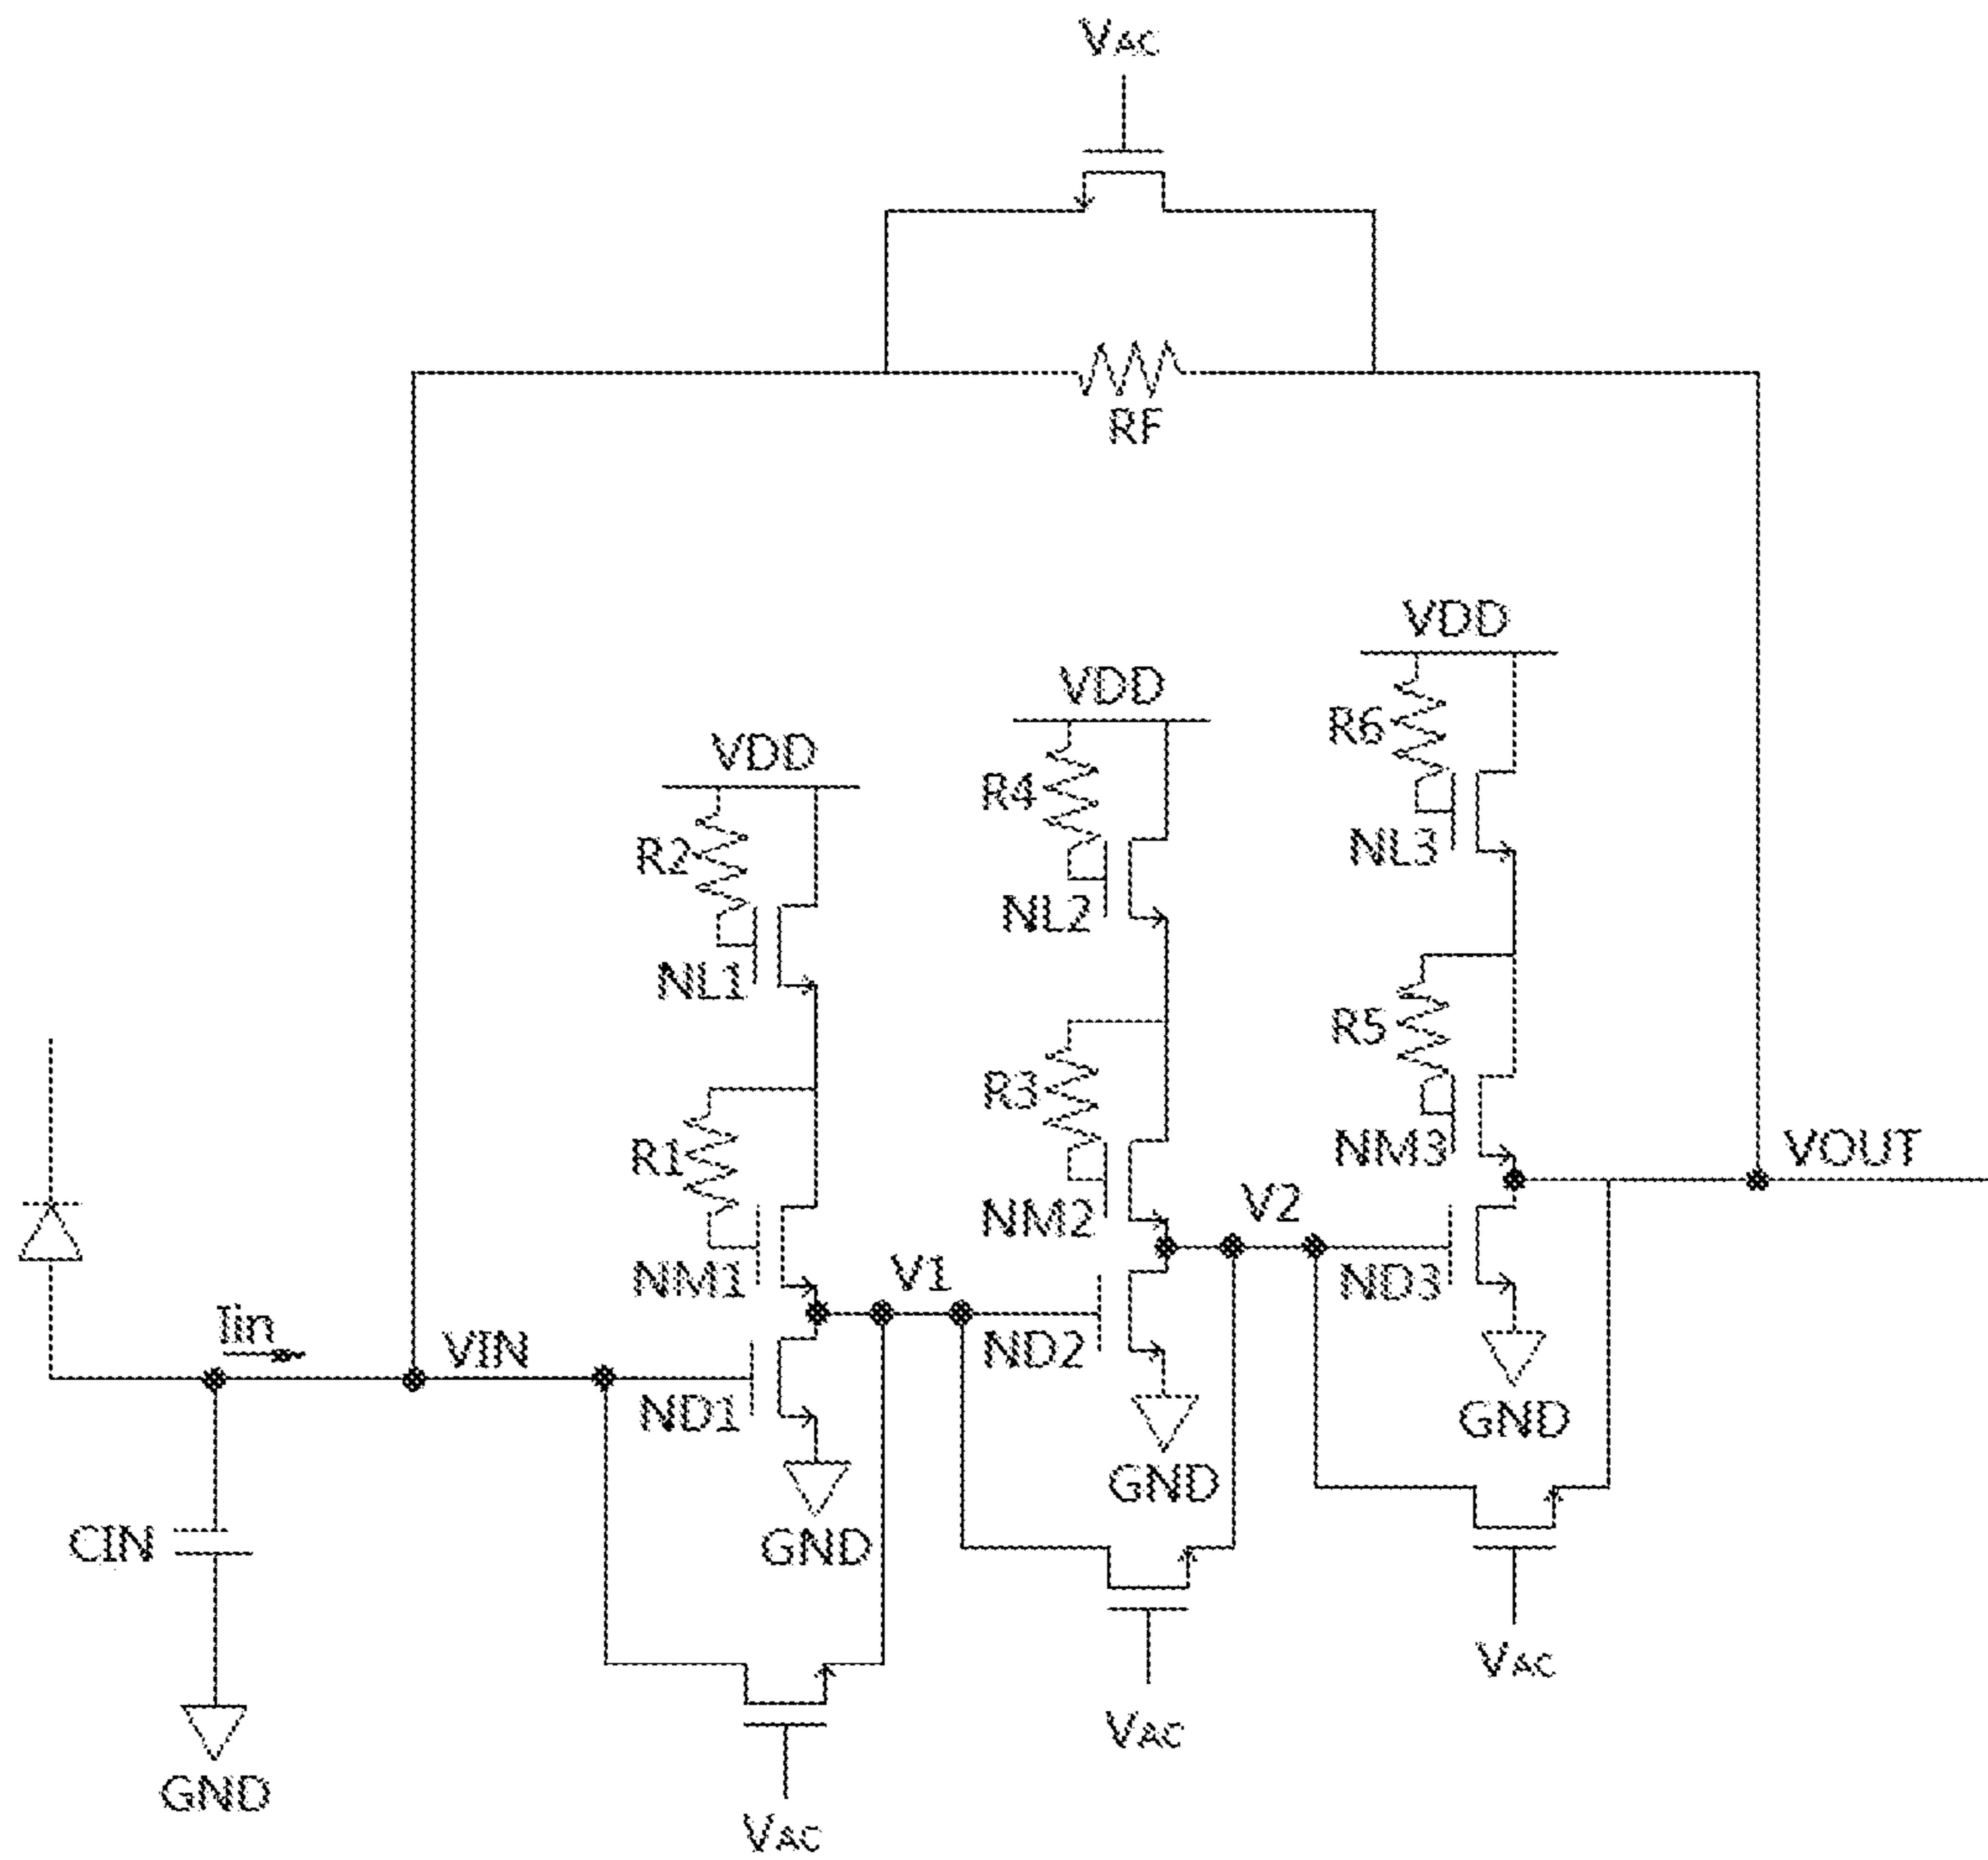 VAC
RF
VDD
R6
VDD
NL3
R4
VDD
R2
NL2
NL1
R5
R3
NM3
VOUT
R1
V2
NM2
NM1
V1
ND3
Iin
VIN
ND2
ND1
GND
GND
GND
CIN
VAC
VAC
GND
VAC